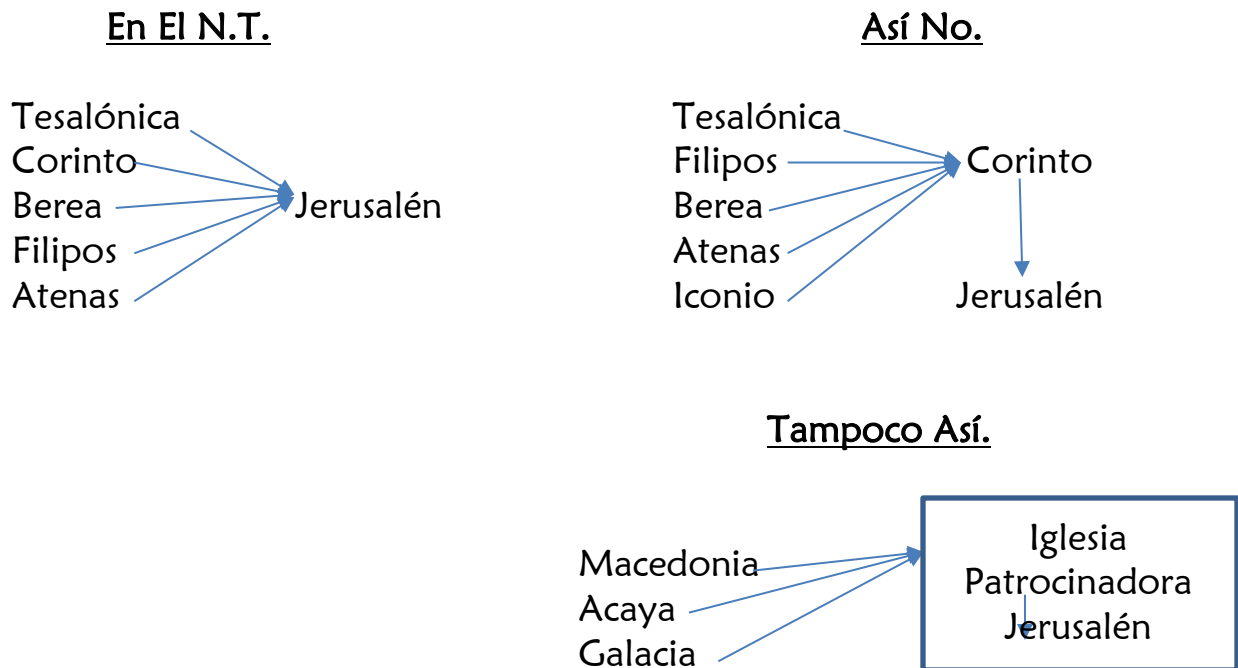 En El N.T.
Tesalónica
Corinto
Berea
Filipos
Atenas
Jerusalén
Así No.
Tesalónica
Filipos
Berea
Atenas
Iconio
Corinto
Jerusalén
Tampoco Así.
Macedonia
Acaya
Galacia
Iglesia
Patrocinadora
Jerusalén